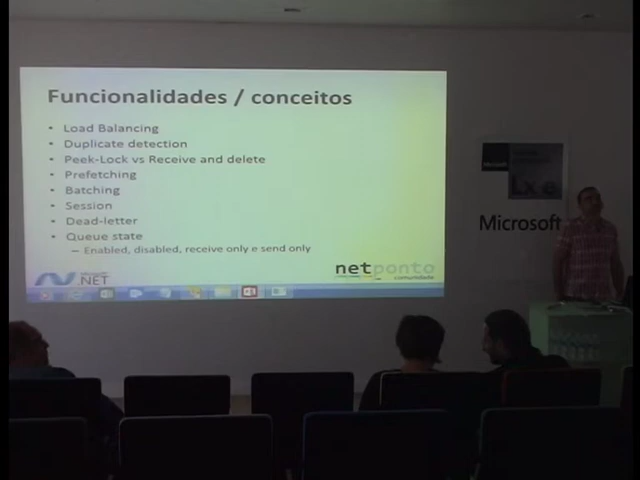 Funcionalidades / conceitos
• Load Balancing
• Duplicate detection
• Peek-Lock vs Receive and delete
• Prefetching
• Batching
• Session
• Dead-letter
• Queue state
– Enabled, disabled, receive only e send only
.NET
netponto
comunidade
Microsoft